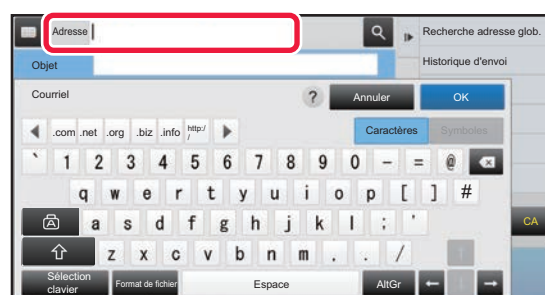 Adresse
Recherche adresse glob.
Objet
Historique d'envoi
Courriel
?
Annuler
OK
.com .net .org .biz .info http:/
/
Caractères
Symboles
` 1 2 3 4 5 6 7 8 9 0 - = @
q w e r t y u i o p [ ] #
a s d f g h j k l ; '
CA
z x c v b n m . . /
Sélection
clavier
Format de fichier
Espace
AltGr